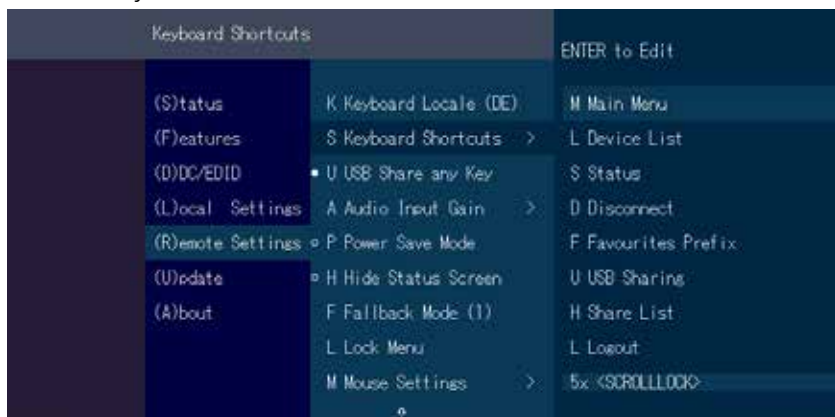 Keyboard Shortcuts
ENTER to Edit
(S)tatus
(F)eatures
(D)DC/EDID
(L)ocal Settings
(R)emote Settings
(U)pdate
(A)bout
K Keyboard Locale (DE)
S Keyboard Shortcuts >
U USB Share any Key
A Audio Input Gain >
P Power Save Mode
H Hide Status Screen
F Fallback Mode (1)
L Lock Menu
M Mouse Settings >
M Main Menu
L Device List
S Status
D Disconnect
F Favourites Prefix
U USB Sharing
H Share List
L Logout
5x <SCROLLLOCK>